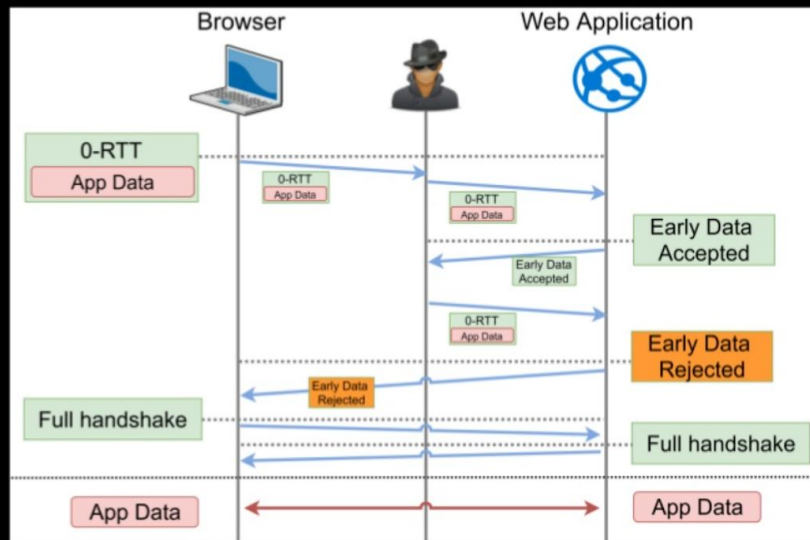 Browser
Web Application
0-RTT
App Data
0-RTT
App Data
0-RTT
App Data
Early Data
Accepted
Early Data
Accepted
0-RTT
App Data
Early Data
Rejected
Early Data
Rejected
Full handshake
Full handshake
App Data
App Data